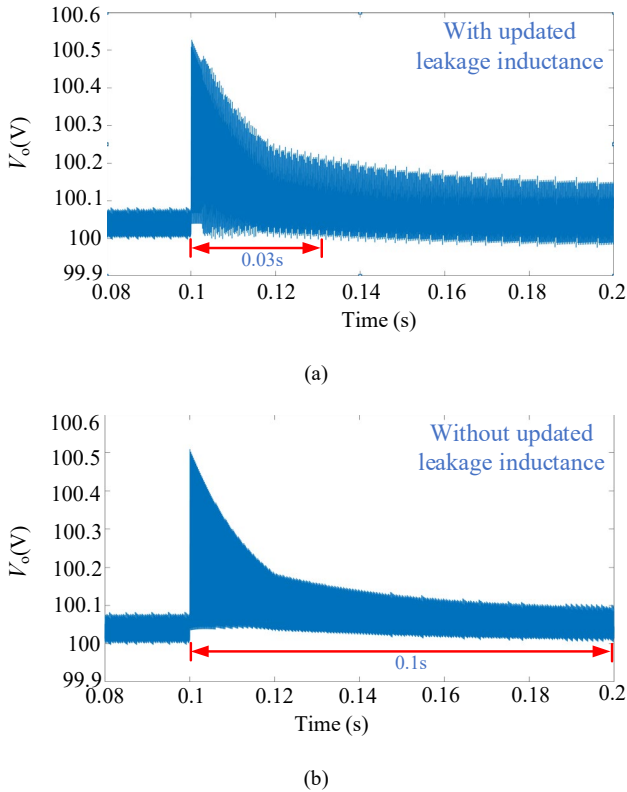 100.6
With updated
leakage inductance
100.5
100.4
100.3
Vo(V)
100.2
100.1
100
0.03s
99.9
0.08 0.1 0.12 0.14 0.16 0.18 0.2
Time (s)
(a)
100.6
Without updated
leakage inductance
100.5
100.4
100.3
Vo(V)
100.2
100.1
100
0.1s
99.9
0.08 0.1 0.12 0.14 0.16 0.18 0.2
Time (s)
(b)